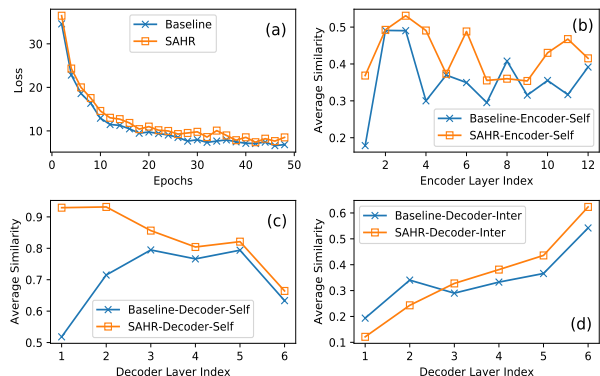 (a)
Baseline
SAHR
Loss
30
20
10
0 10 20 30 40 50
Epochs
(b)
Baseline-Encoder-Self
SAHR-Encoder-Self
Average Similarity
0.5
0.4
0.3
0.2
2 4 6 8 10 12
Encoder Layer Index
(c)
Baseline-Decoder-Self
SAHR-Decoder-Self
Average Similarity
0.9
0.8
0.7
0.6
0.5
1 2 3 4 5 6
Decoder Layer Index
Baseline-Decoder-Inter
SAHR-Decoder-Inter
(d)
Average Similarity
0.6
0.5
0.4
0.3
0.2
0.1
1 2 3 4 5 6
Decoder Layer Index